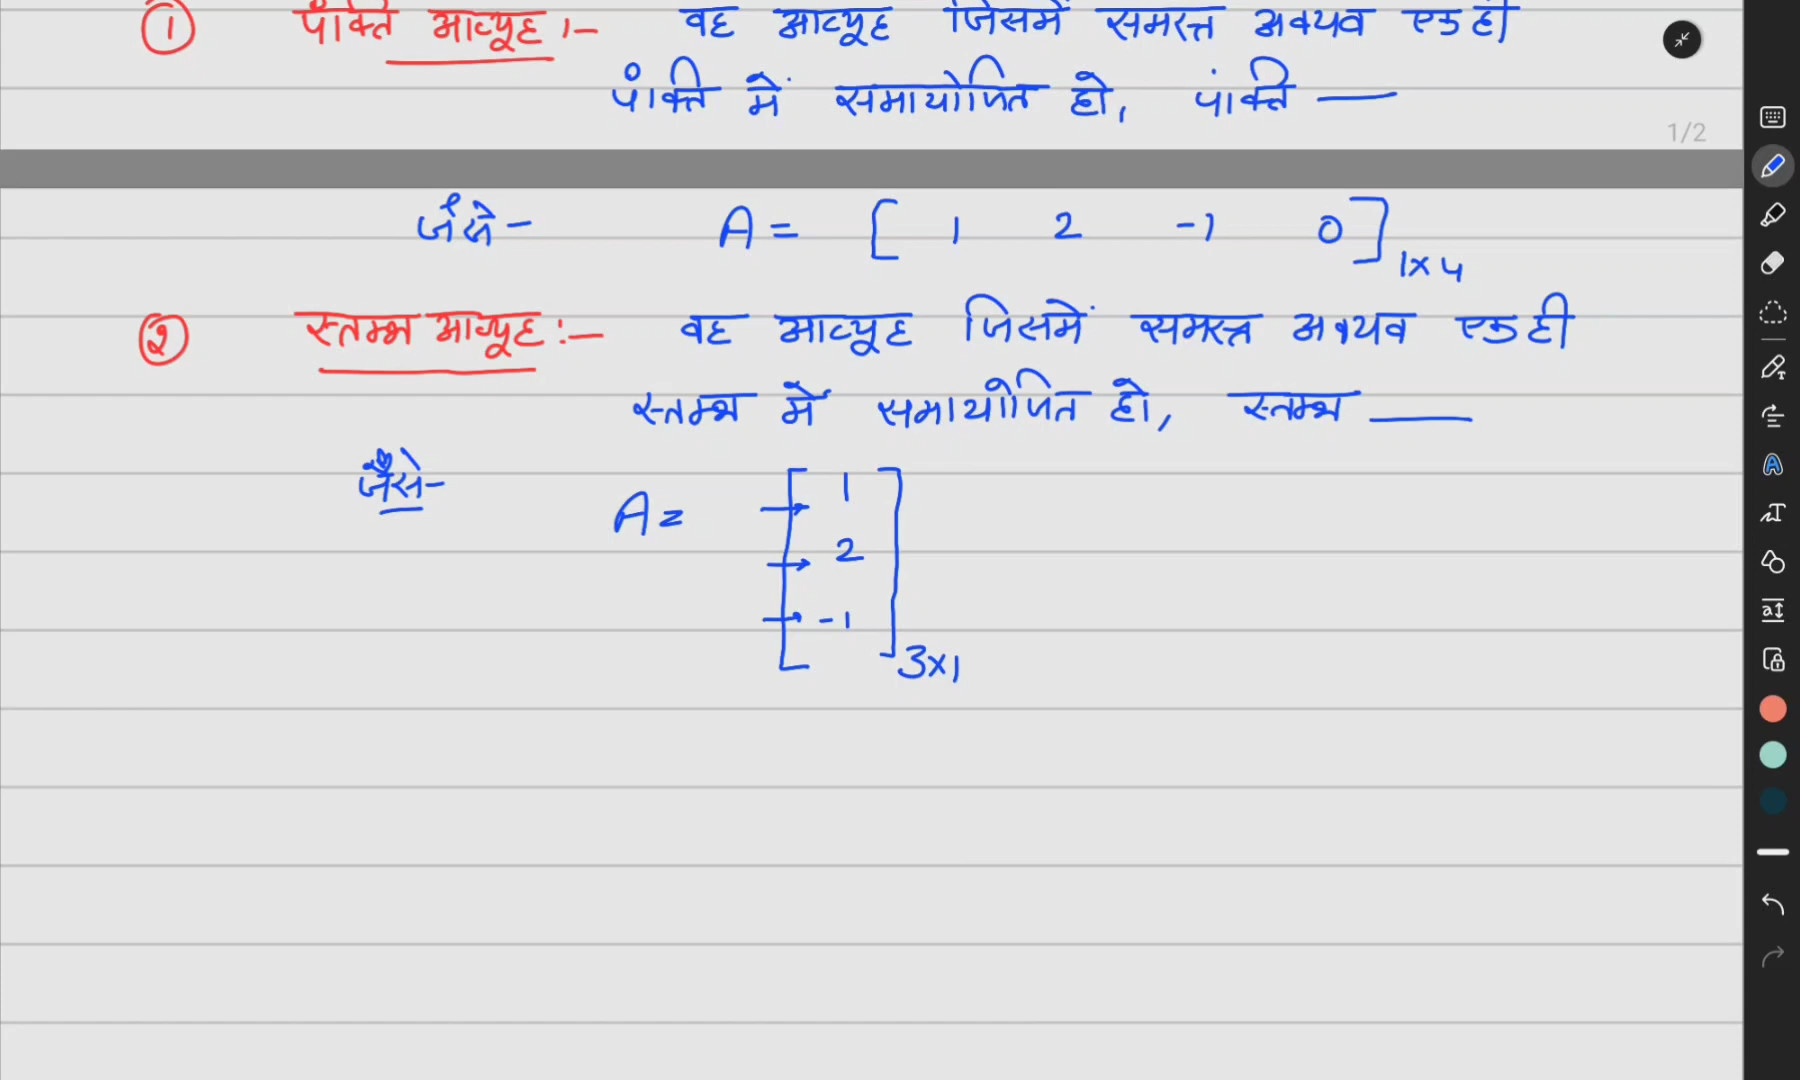 ① पंक्ति आव्यूह :- वह आव्यूह जिसमें समस्त अवयव एक ही
पंक्ति में समायोजित हो, पंक्ति —
1/2
जैसे - A = [ 1 2 -1 0 ] 1×4
② स्तम्भ आव्यूह :- वह आव्यूह जिसमें समस्त अवयव एक ही
स्तम्भ में समायोजित हो, स्तम्भ —
जैसे -
A =
1
2
-1
3×1